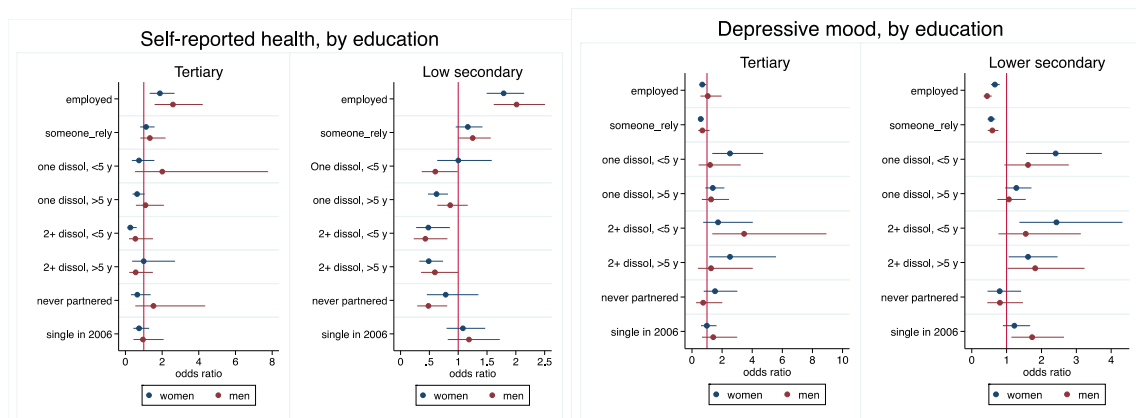 Self-reported health, by education
Tertiary
employed
someone_rely
one dissol, <5 y
one dissol, >5 y
2+ dissol, <5 y
2+ dissol, >5 y
never partnered
single in 2006
0 2 4 6 8
odds ratio
women men
Low secondary
employed
someone_rely
One dissol, <5 y
one dissol, >5 y
2+ dissol, <5 y
2+ dissol, >5 y
never partnered
single in 2006
0 .5 1 1,5 2 2,5
odds ratio
women men
Depressive mood, by education
Tertiary
employed
someone_rely
one dissol, <5y
one dissol, >5 y
2+ dissol, <5 y
2+ dissol, >5 y
never partnered
single in 2006
0 2 4 6 8 10
odds ratio
women men
Lower secondary
employed
someone_rely
one dissol, <5 y
one dissol, >5 y
2+ dissol, <5 y
2+ dissol, >5 y
never partnered
single in 2006
0 1 2 3 4
odds ratio
women men